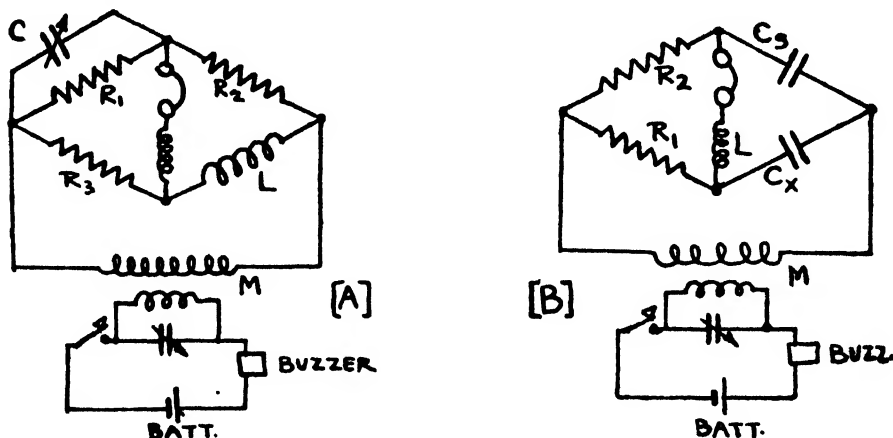 C
R₁
R₂
R₃
L
M
[A]
BUZZER
BATT.
R₂
C₃
R₁
L
Cₓ
M
[B]
BUZZ.
BATT.